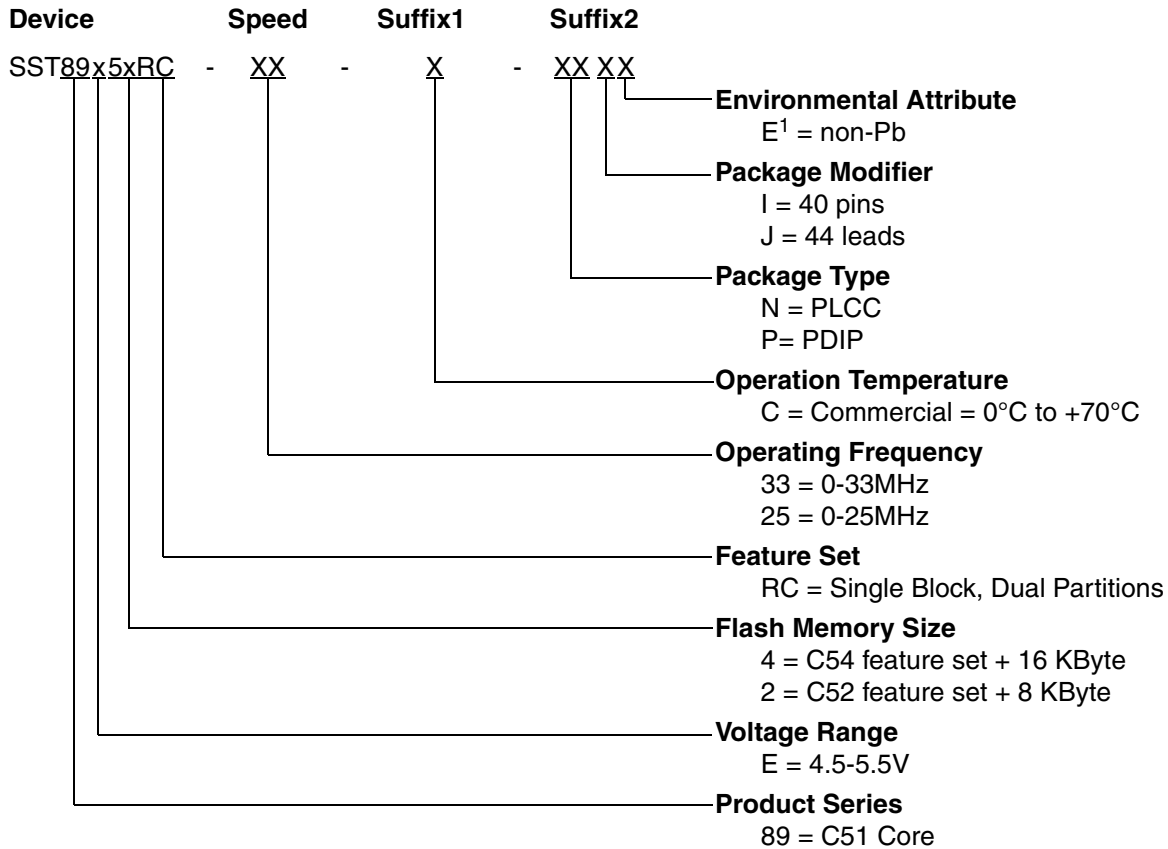 Device Speed Suffix1 Suffix2
SST89x5xRC - XX - X - XX X X
Environmental Attribute
E1 = non-Pb
Package Modifier
I = 40 pins
J = 44 leads
Package Type
N = PLCC
P= PDIP
Operation Temperature
C = Commercial = 0°C to +70°C
Operating Frequency
33 = 0-33MHz
25 = 0-25MHz
Feature Set
RC = Single Block, Dual Partitions
Flash Memory Size
4 = C54 feature set + 16 KByte
2 = C52 feature set + 8 KByte
Voltage Range
E = 4.5-5.5V
Product Series
89 = C51 Core